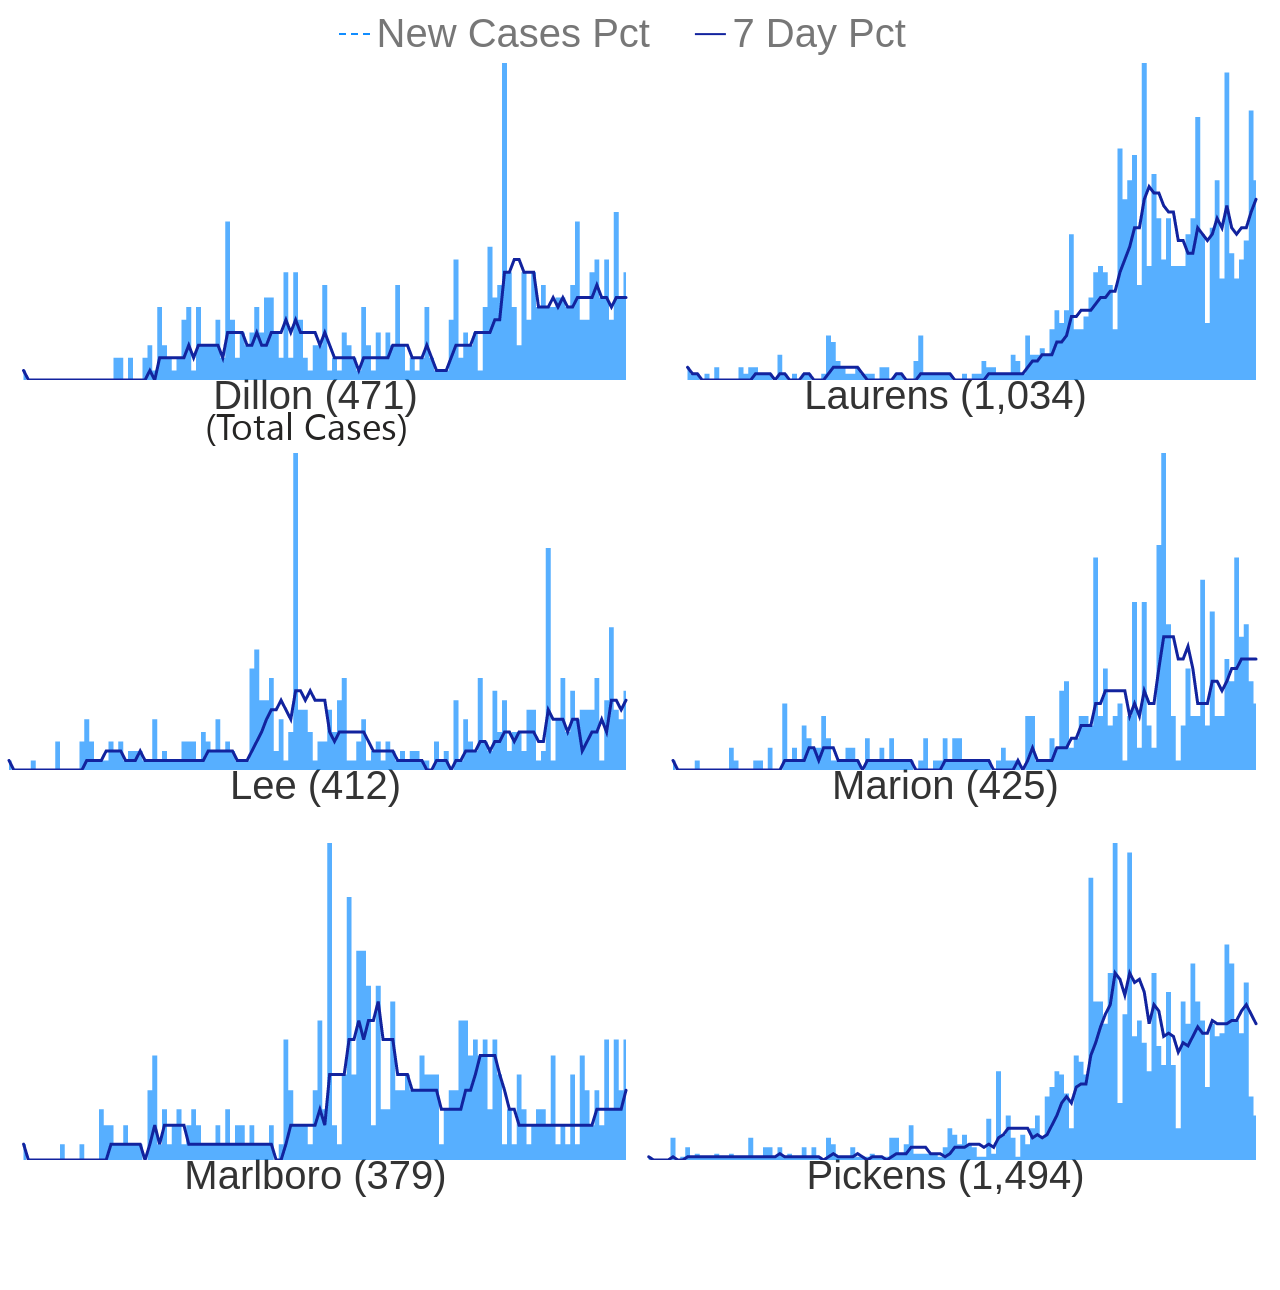 New Cases Pct 7 Day Pct
Dillon (471)
(Total Cases)
Laurens (1,034)
Lee (412)
Marion (425)
Marlboro (379)
Pickens (1,494)